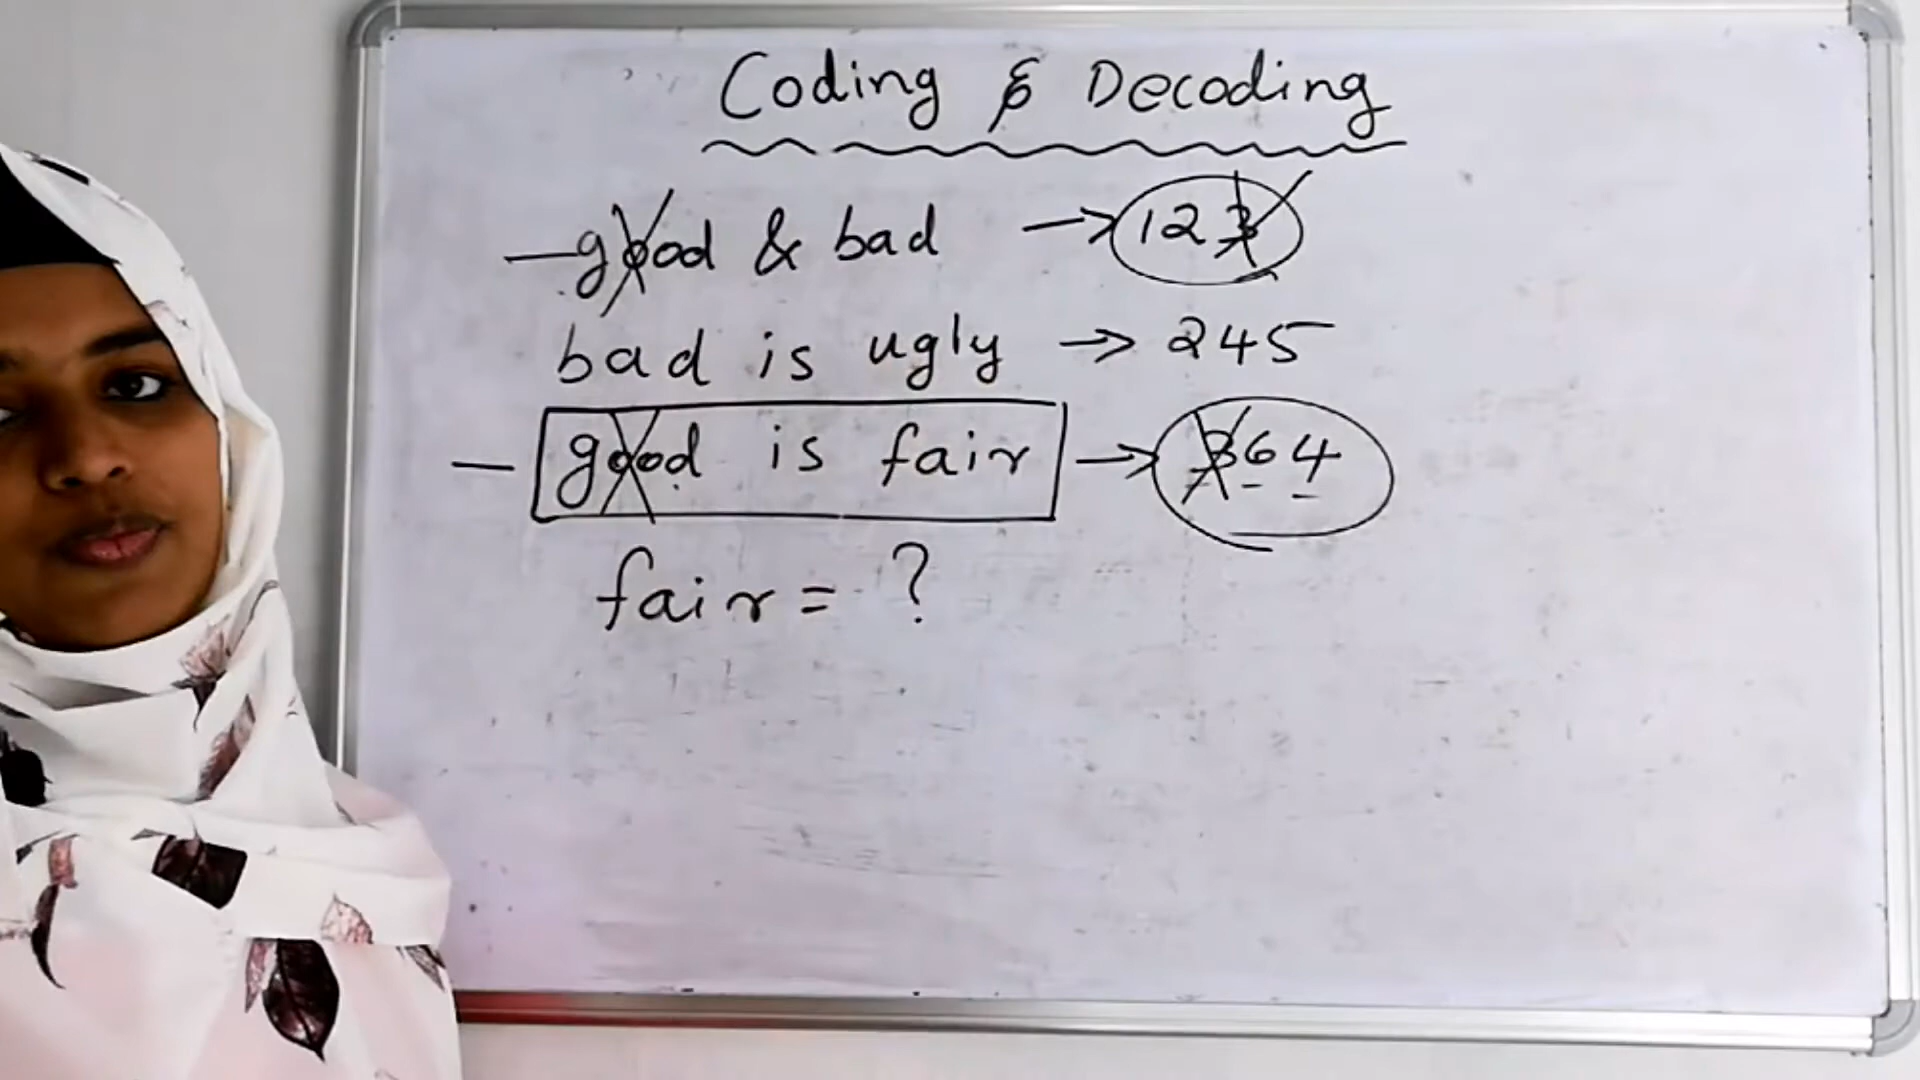 Coding & Decoding
good & bad → 123
bad is ugly → 245
good is fair → 364
fair = ?